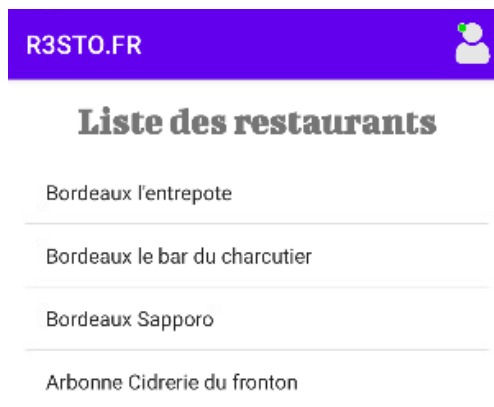 R3STO.FR
Liste des restaurants
Bordeaux l'entrepote
Bordeaux le bar du charcutier
Bordeaux Sapporo
Arbonne Cidrerie du fronton